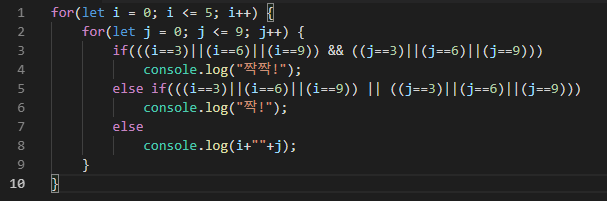 1 for(let i = 0; i <= 5; i++) {
2 for(let j = 0; j <= 9; j++) {
3 if(((i==3)||(i==6)||(i==9)) && ((j==3)||(j==6)||(j==9)))
4 console.log("짝짝!");
5 else if(((i==3)||(i==6)||(i==9)) || ((j==3)||(j==6)||(j==9)))
6 console.log("짝!");
7 else
8 console.log(i+""+j);
9 }
10 }